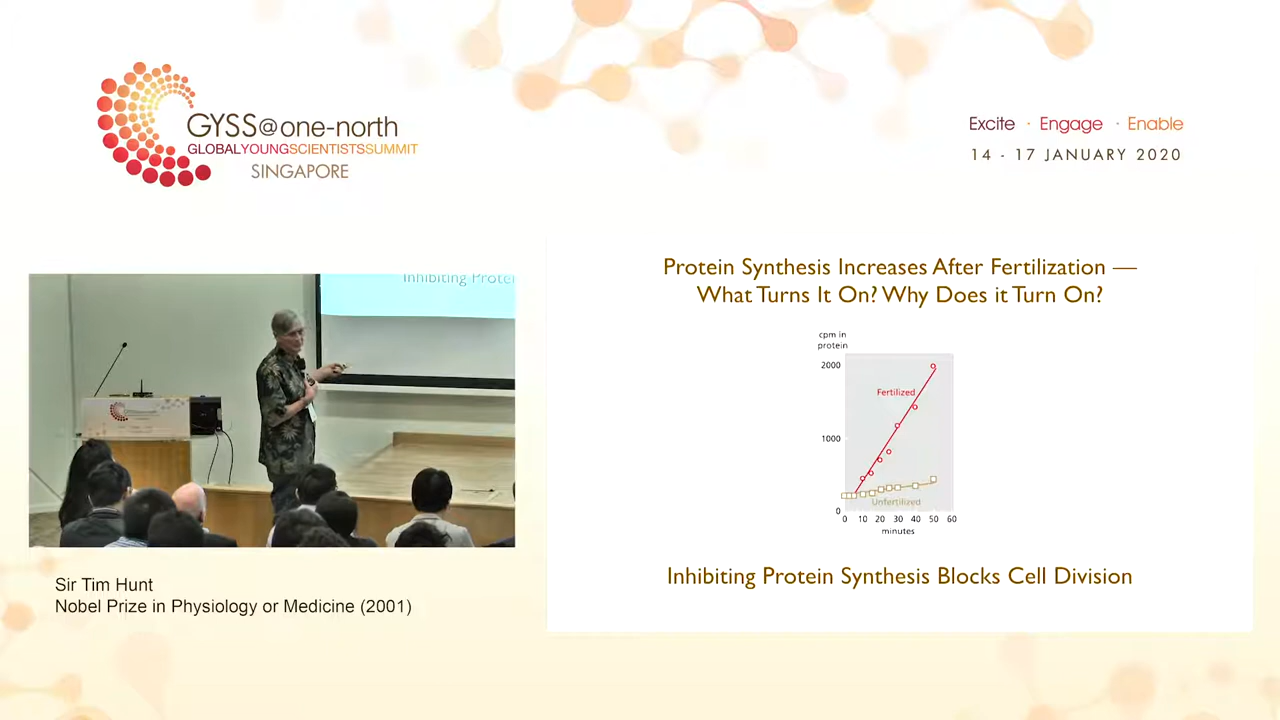 GYSS@one-north
GLOBALYOUNGSCIENTISTSSUMMIT
SINGAPORE
Excite · Engage · Enable
14 - 17 JANUARY 2020
Inhibiting Protei
Sir Tim Hunt
Nobel Prize in Physiology or Medicine (2001)
Protein Synthesis Increases After Fertilization —
What Turns It On? Why Does it Turn On?
cpm in
protein
2000
Fertilized
1000
Unfertilized
0
0 10 20 30 40 50 60
minutes
Inhibiting Protein Synthesis Blocks Cell Division